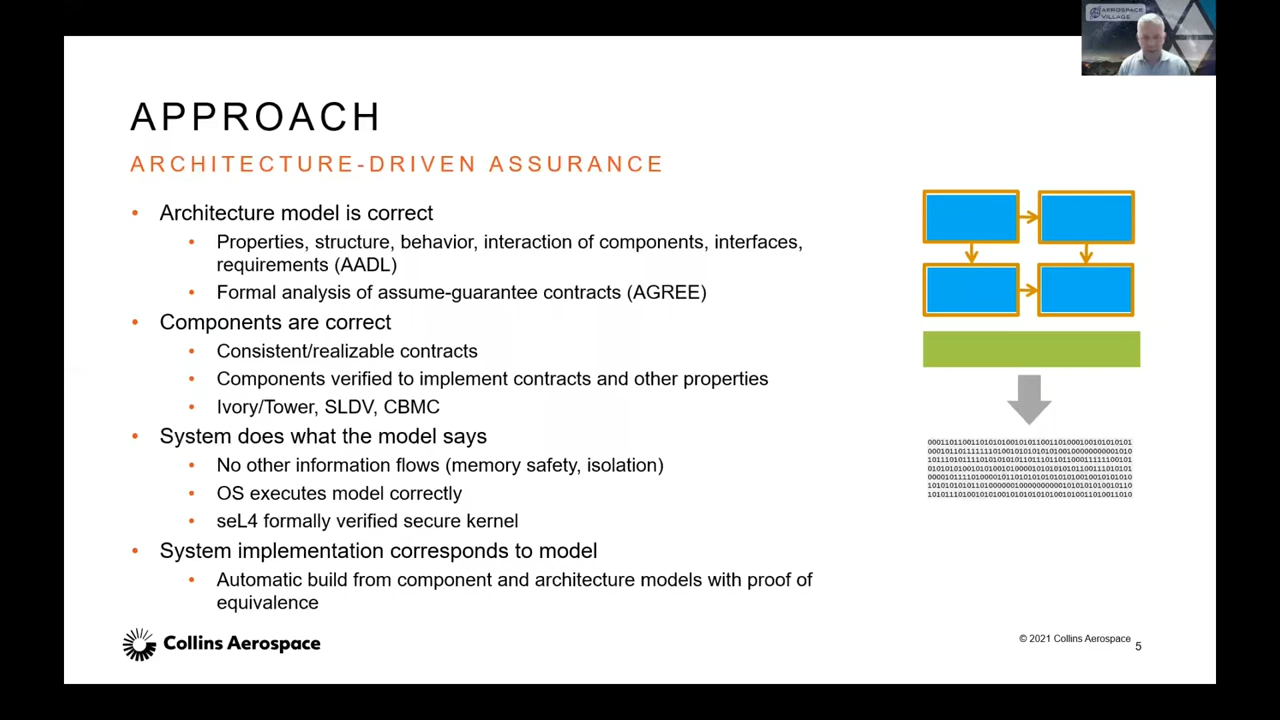 AEROSPACE
VILLAGE
APPROACH
ARCHITECTURE-DRIVEN ASSURANCE
• Architecture model is correct
• Properties, structure, behavior, interaction of components, interfaces,
requirements (AADL)
• Formal analysis of assume-guarantee contracts (AGREE)
• Components are correct
• Consistent/realizable contracts
• Components verified to implement contracts and other properties
• Ivory/Tower, SLDV, CBMC
• System does what the model says
• No other information flows (memory safety, isolation)
• OS executes model correctly
• seL4 formally verified secure kernel
• System implementation corresponds to model
• Automatic build from component and architecture models with proof of
equivalence
Collins Aerospace
© 2021 Collins Aerospace
5